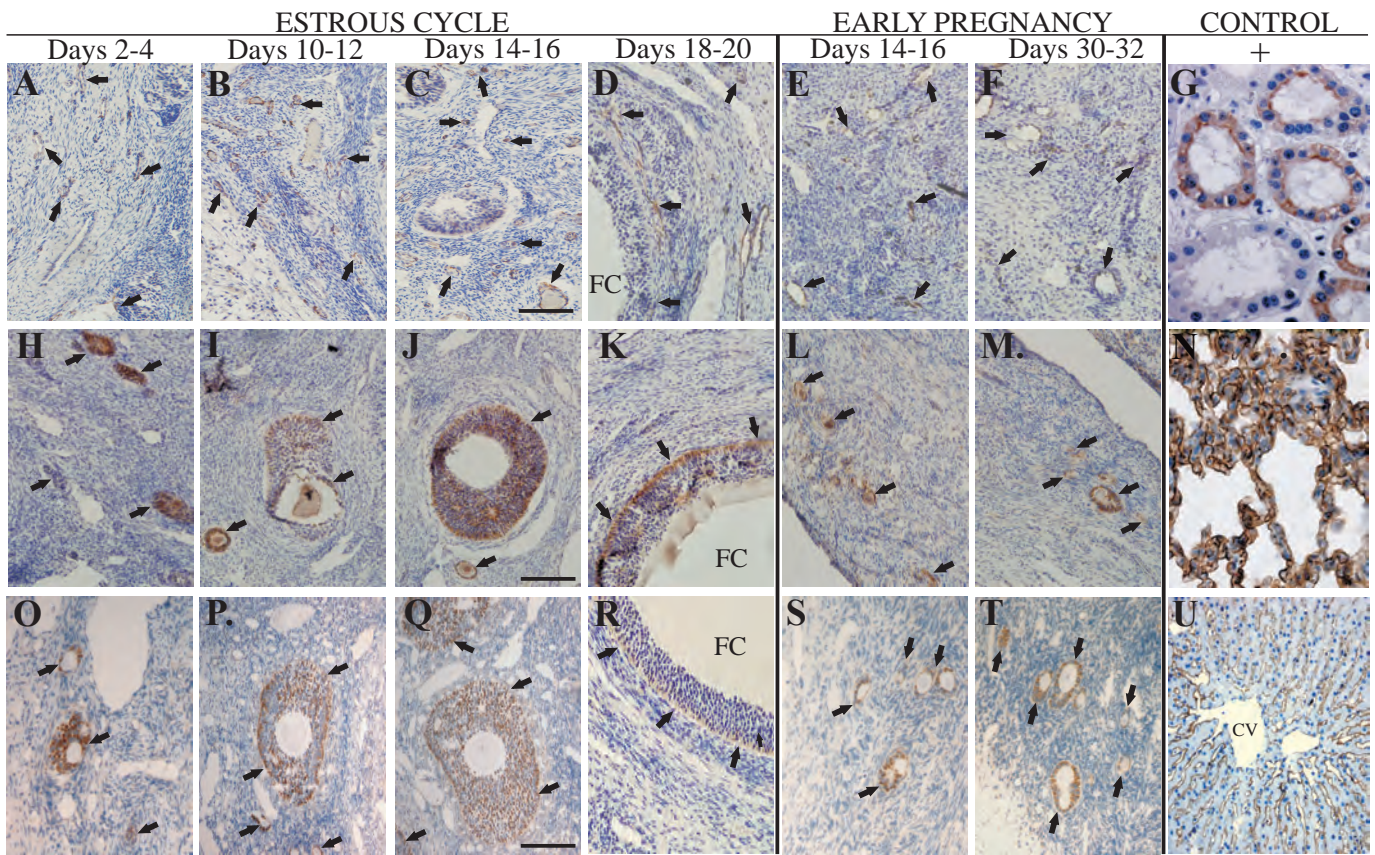 ESTROUS CYCLE EARLY PREGNANCY CONTROL
Days 2-4 Days 10-12 Days 14-16 Days 18-20 Days 14-16 Days 30-32 +
A B C D E F G
FC
H I J K L M. N
FC
O P. Q R S T U
FC
CV